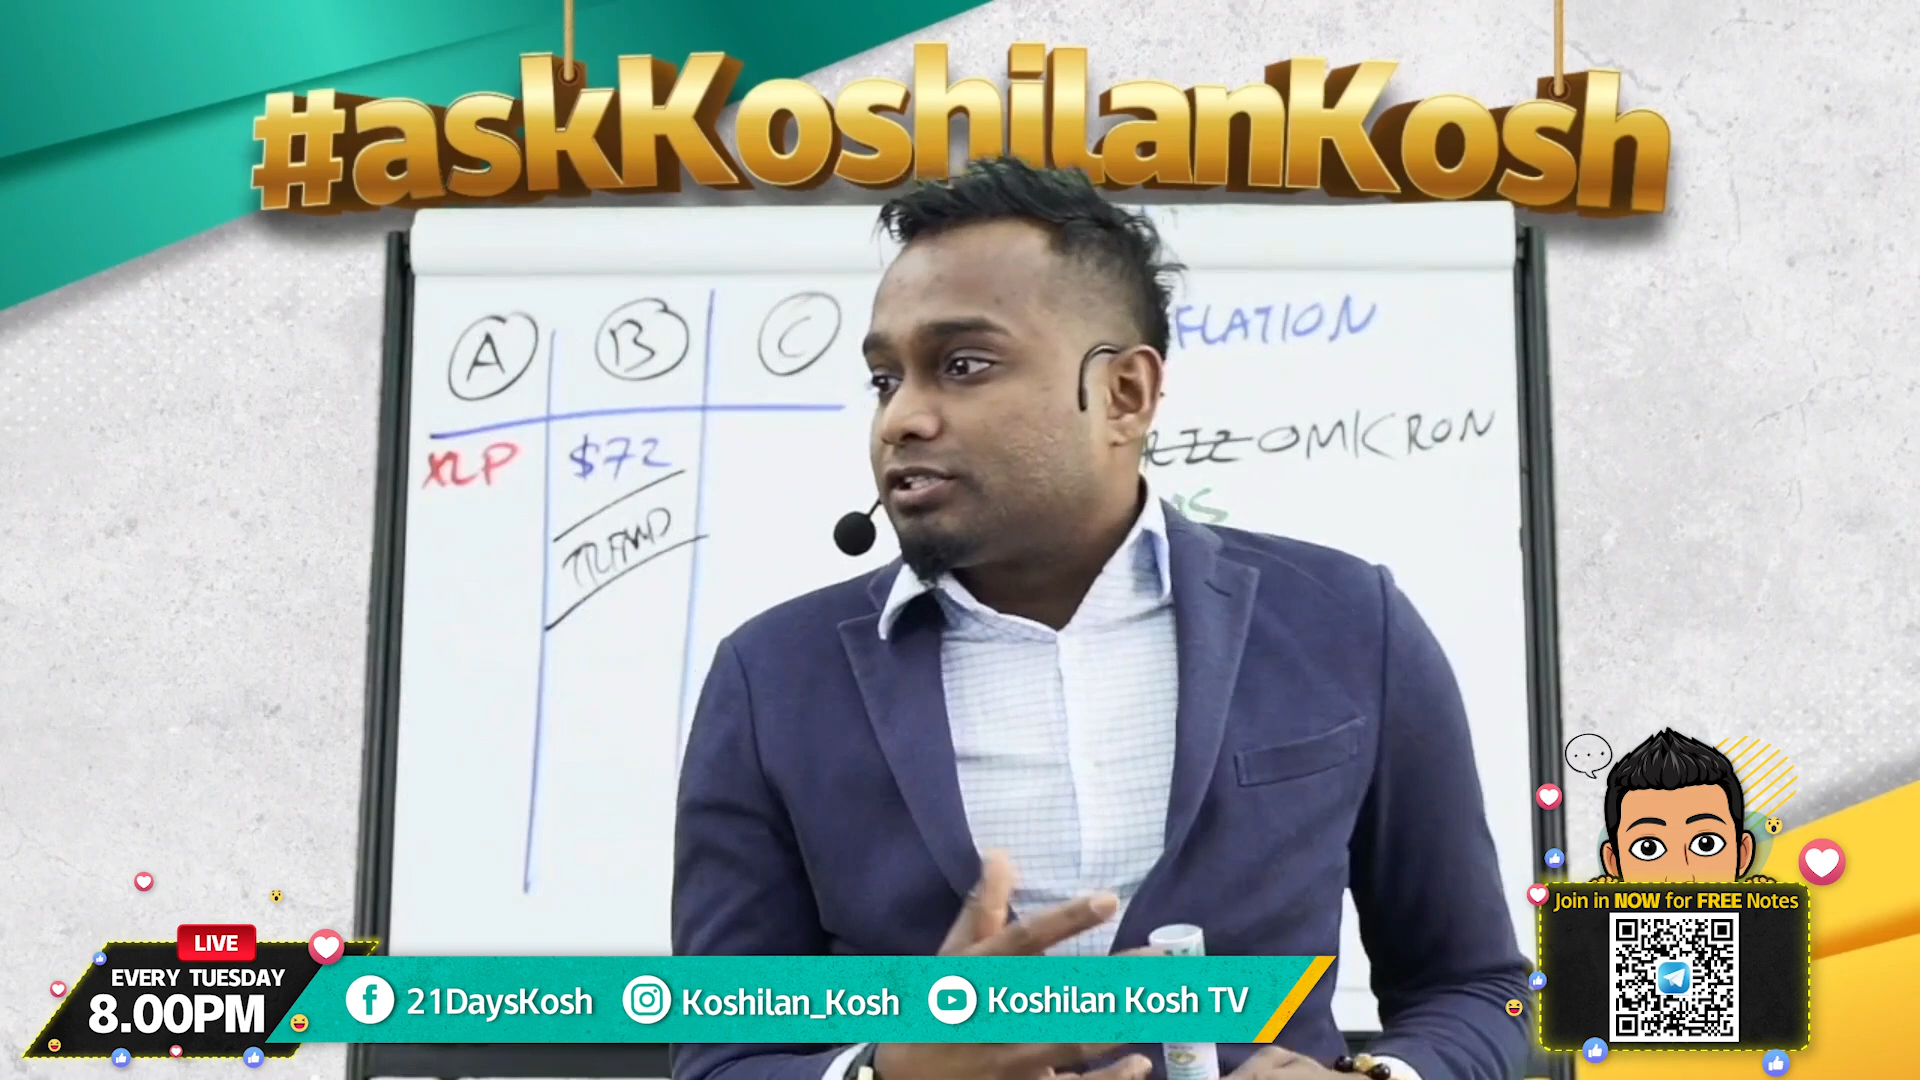 #askKoshilanKosh
A B C
FLATION
XLP $72
OMICRON
TREND
LIVE
EVERY TUESDAY
8.00PM
21DaysKosh
Koshilan_Kosh
Koshilan Kosh TV
Join in NOW for FREE Notes